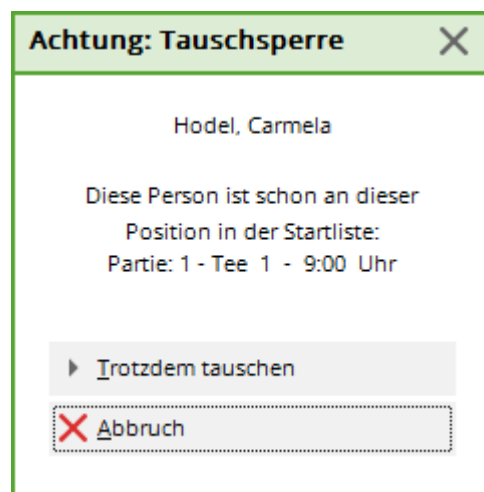 Achtung: Tauschsperre
Hodel, Carmela
Diese Person ist schon an dieser
Position in der Startliste:
Partie: 1 - Tee 1 - 9:00 Uhr
Trotzdem tauschen
Abbruch